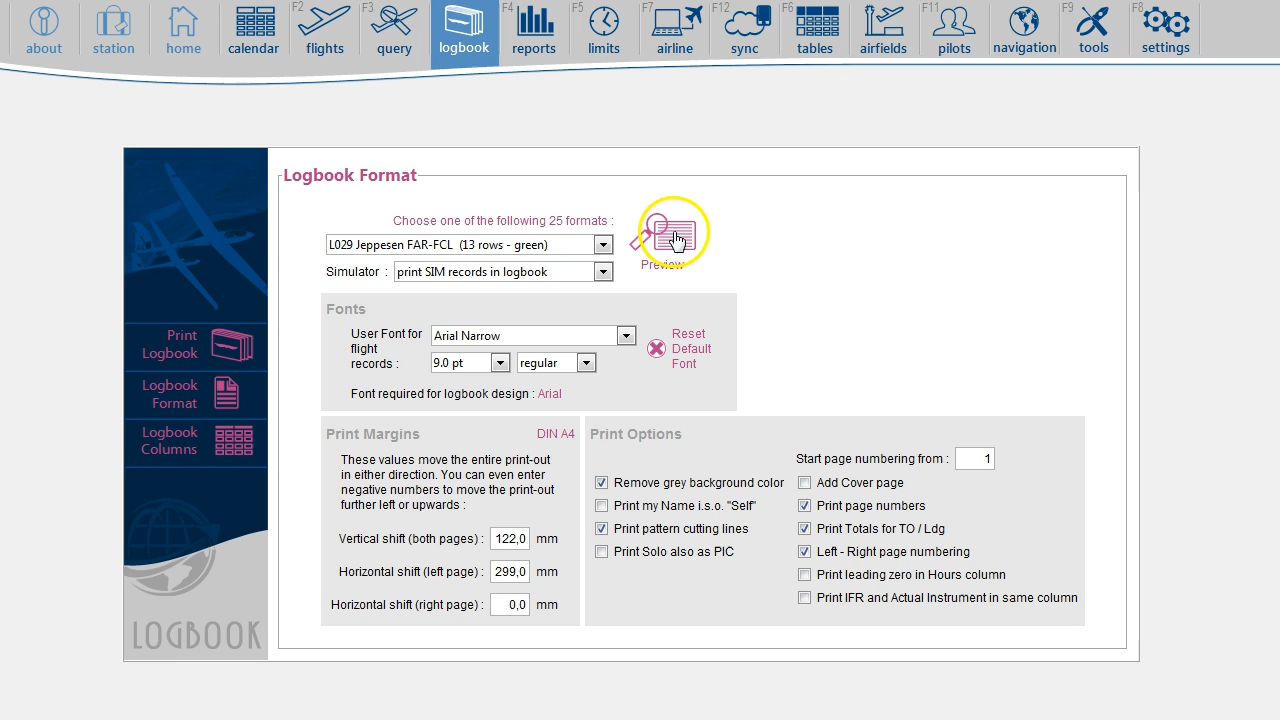 F2 F3 F4 F5 F7 F12 F6 F11 F9 F8
about station home calendar flights query logbook reports limits airline sync tables airfields pilots navigation tools settings
Logbook Format
Choose one of the following 25 formats :
L029 Jeppesen FAR-FCL (13 rows - green)
Preview
Simulator : print SIM records in logbook
Fonts
User Font for
flight
records :
Arial Narrow
9.0 pt regular
Reset
Default
Font
Font required for logbook design : Arial
Print
Logbook
Logbook
Format
Logbook
Columns
LOGBOOK
Print Margins DIN A4
These values move the entire print-out
in either direction. You can even enter
negative numbers to move the print-out
further left or upwards :
Vertical shift (both pages) : 122,0 mm
Horizontal shift (left page) : 299,0 mm
Horizontal shift (right page) : 0,0 mm
Print Options
Start page numbering from : 1
Remove grey background color
Print my Name i.s.o. "Self"
Print pattern cutting lines
Print Solo also as PIC
Add Cover page
Print page numbers
Print Totals for TO / Ldg
Left - Right page numbering
Print leading zero in Hours column
Print IFR and Actual Instrument in same column